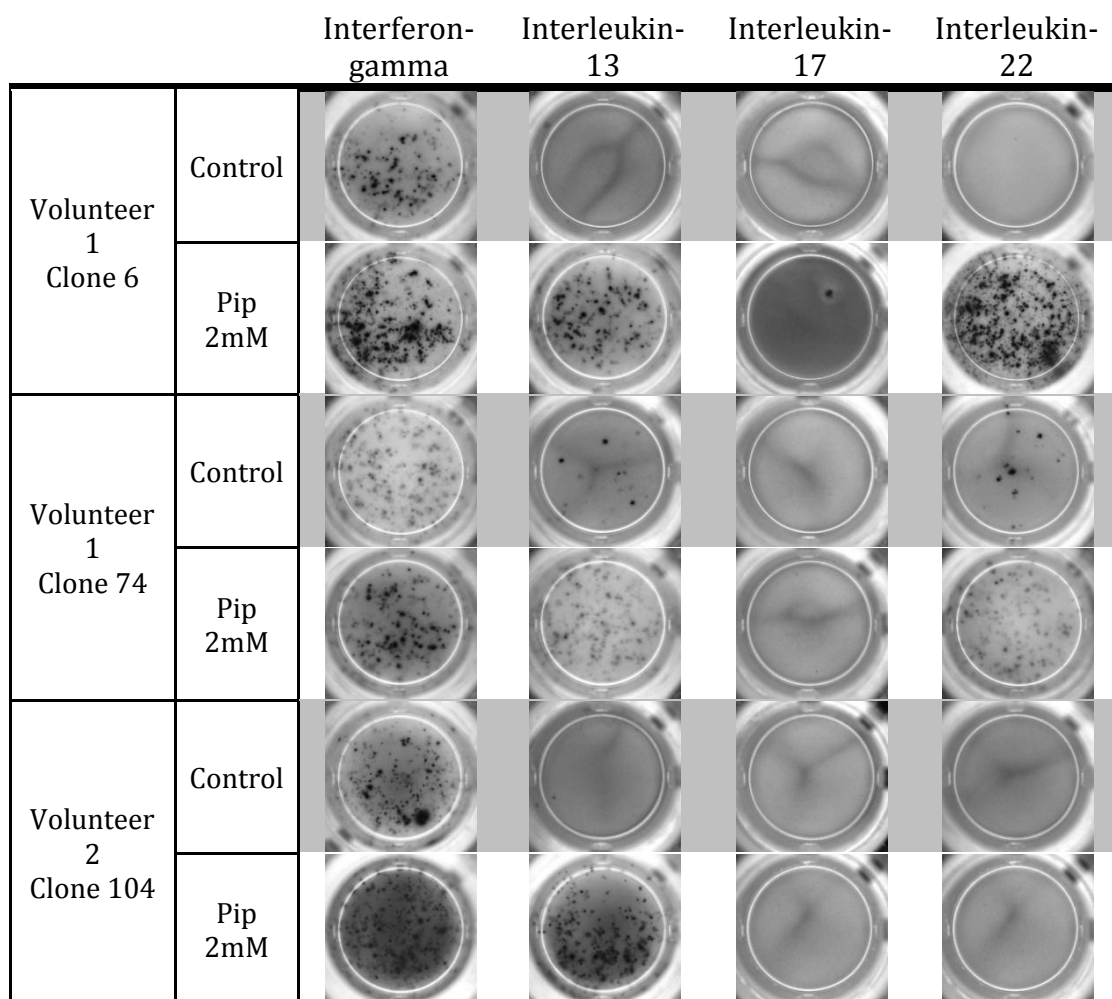 Interferon-
gamma
Interleukin-
13
Interleukin-
17
Interleukin-
22
Volunteer
1
Clone 6
Control
Pip
2mM
Volunteer
1
Clone 74
Control
Pip
2mM
Volunteer
2
Clone 104
Control
Pip
2mM